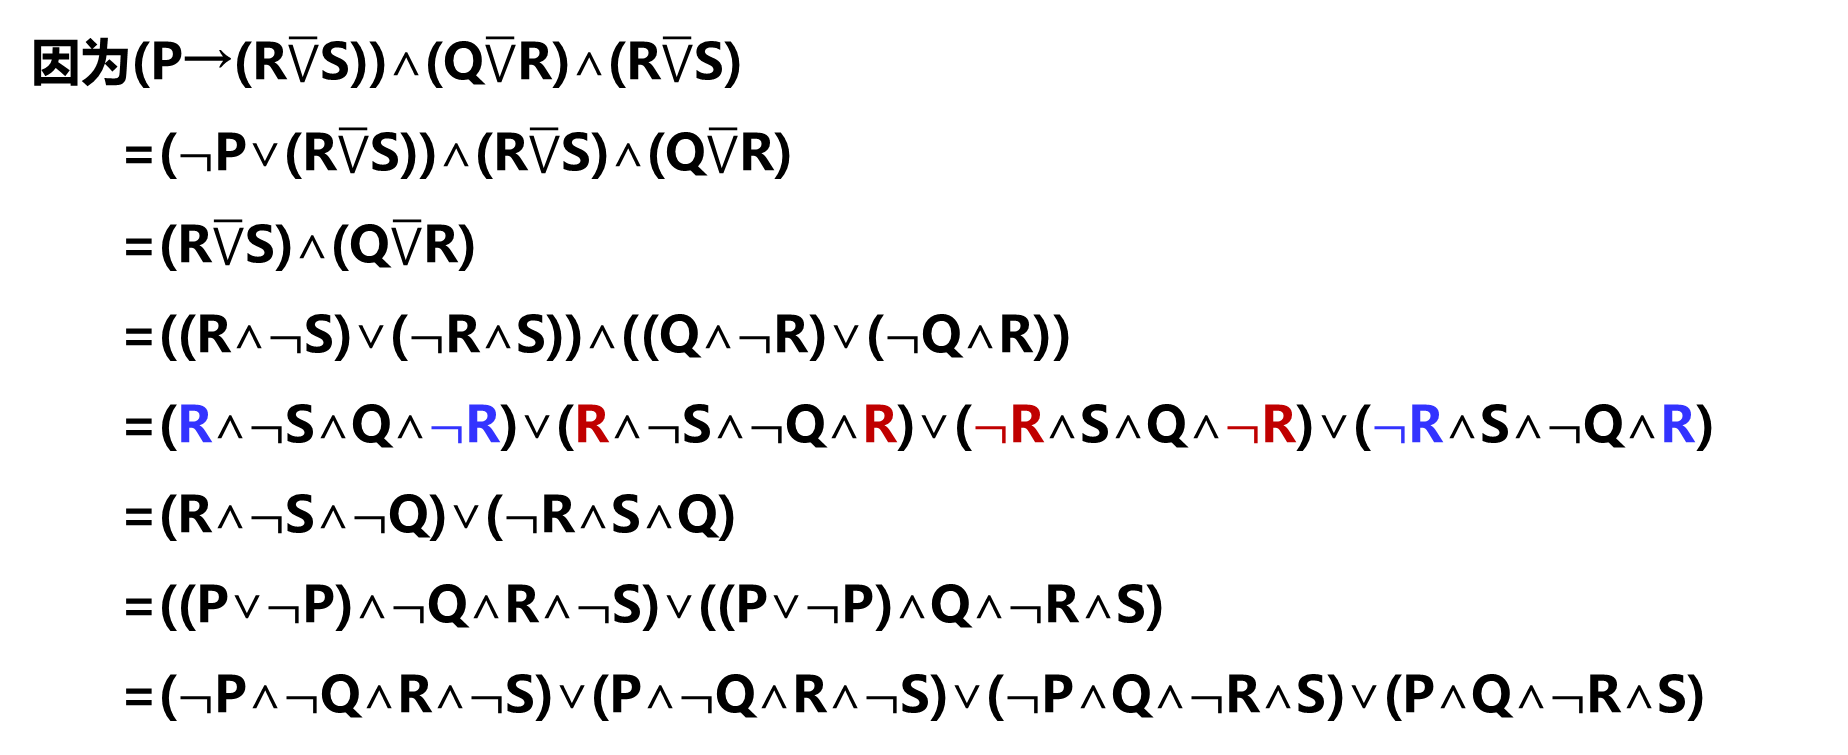 因为(P→(R⊽S))∧(Q⊽R)∧(R⊽S)
=(¬P∨(R⊽S))∧(R⊽S)∧(Q⊽R)
=(R⊽S)∧(Q⊽R)
=((R∧¬S)∨(¬R∧S))∧((Q∧¬R)∨(¬Q∧R))
=(R∧¬S∧Q∧¬R)∨(R∧¬S∧¬Q∧R)∨(¬R∧S∧Q∧¬R)∨(¬R∧S∧¬Q∧R)
=(R∧¬S∧¬Q)∨(¬R∧S∧Q)
=((P∨¬P)∧¬Q∧R∧¬S)∨((P∨¬P)∧Q∧¬R∧S)
=(¬P∧¬Q∧R∧¬S)∨(P∧¬Q∧R∧¬S)∨(¬P∧Q∧¬R∧S)∨(P∧Q∧¬R∧S)